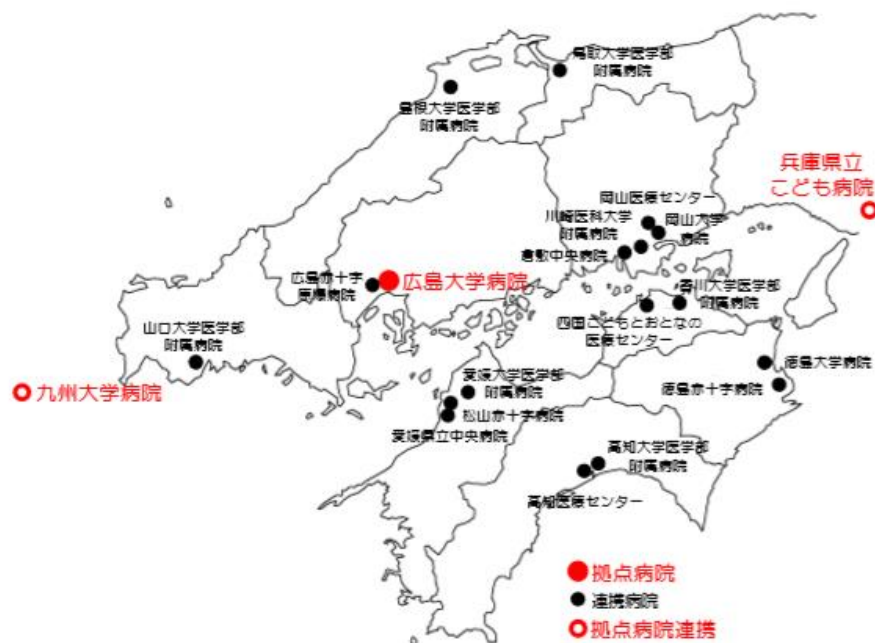 鳥取大学医学部
附属病院
島根大学医学部
附属病院
兵庫県立
こども病院
岡山医療センター
川崎医科大学
附属病院
岡山大学
病院
倉敷中央病院
広島赤十字
原爆病院
広島大学病院
香川大学医学部
附属病院
四国こどもとおとなの
医療センター
山口大学医学部
附属病院
九州大学病院
徳島大学病院
徳島赤十字病院
愛媛大学医学部
附属病院
松山赤十字病院
愛媛県立中央病院
高知大学医学部
附属病院
高知医療センター
拠点病院
連携病院
拠点病院連携